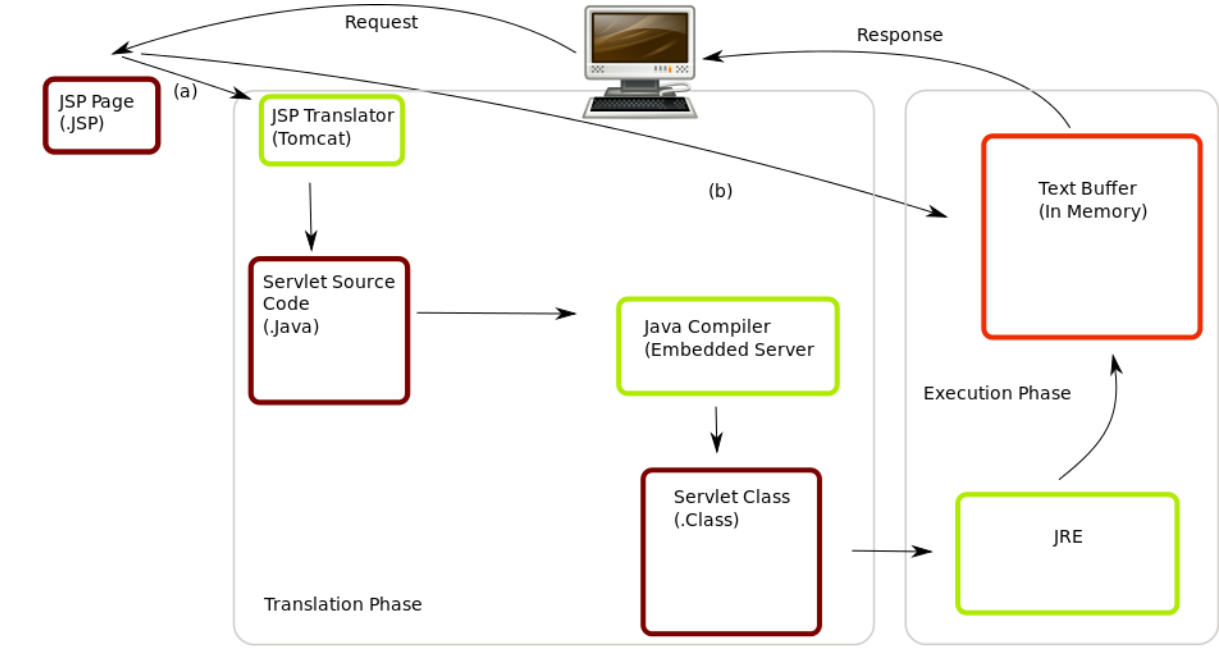 Request
Response
JSP Page
(.JSP)
(a)
JSP Translator
(Tomcat)
(b)
Text Buffer
(In Memory)
Servlet Source
Code
(.Java)
Java Compiler
(Embedded Server
Execution Phase
Servlet Class
(.Class)
JRE
Translation Phase